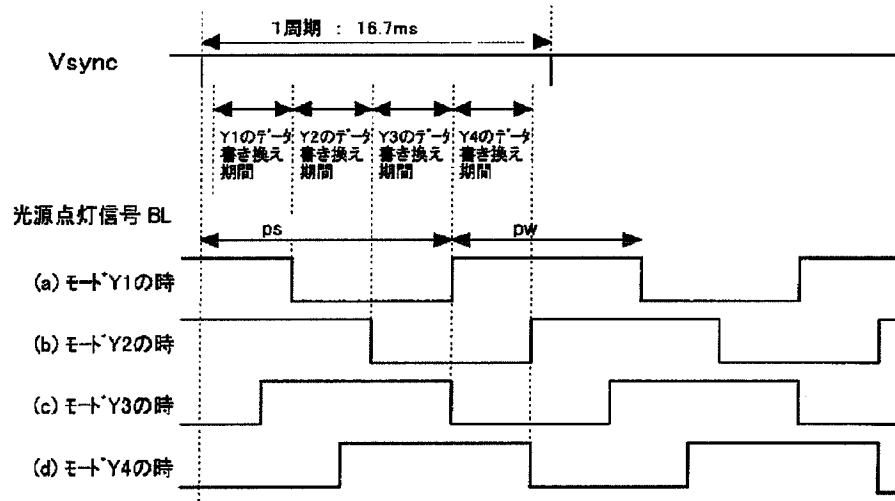 1周期 : 16.7ms
Vsync
Y1のデータ 書き換え 期間
Y2のデータ 書き換え 期間
Y3のデータ 書き換え 期間
Y4のデータ 書き換え 期間
光源点灯信号 BL
ps
pw
(a) モードY1の時
(b) モードY2の時
(c) モードY3の時
(d) モードY4の時